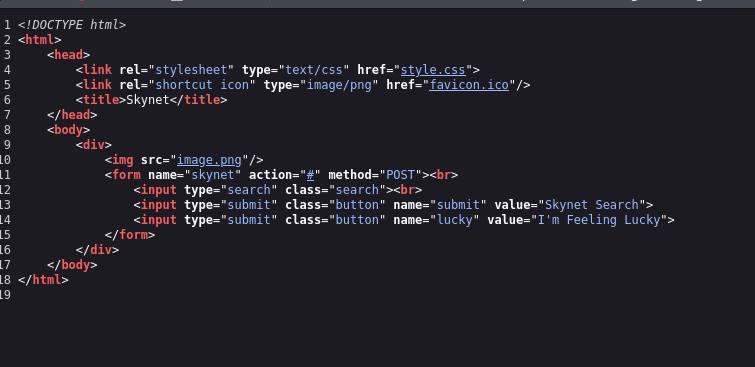 1 <!DOCTYPE html>
2 <html>
3 <head>
4 <link rel="stylesheet" type="text/css" href="style.css">
5 <link rel="shortcut icon" type="image/png" href="favicon.ico"/>
6 <title>Skynet</title>
7 </head>
8 <body>
9 <div>
10 <img src="image.png"/>
11 <form name="skynet" action="#" method="POST"><br>
12 <input type="search" class="search"><br>
13 <input type="submit" class="button" name="submit" value="Skynet Search">
14 <input type="submit" class="button" name="lucky" value="I'm Feeling Lucky">
15 </form>
16 </div>
17 </body>
18 </html>
19